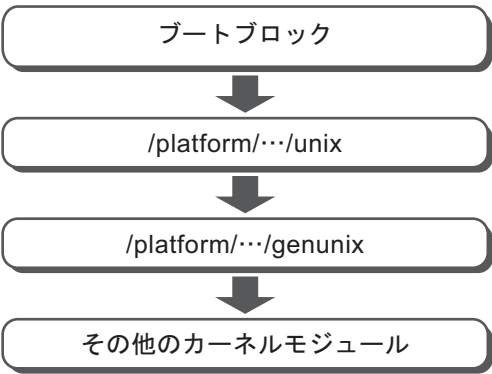 ブートブロック
/platform/…/unix
/platform/…/genunix
その他のカーネルモジュール